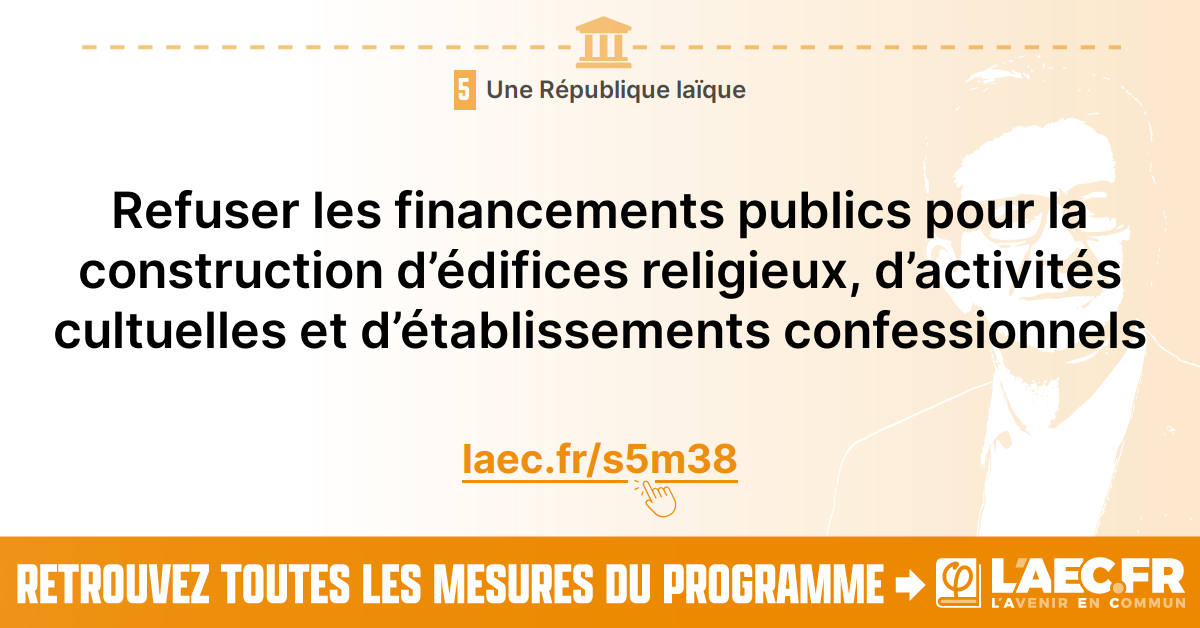 5 Une République laïque
Refuser les financements publics pour la
construction d’édifices religieux, d’activités
cultuelles et d’établissements confessionnels
laec.fr/s5m38
RETROUVEZ TOUTES LES MESURES DU PROGRAMME
φ L'AEC.FR
L'AVENIR EN COMMUN